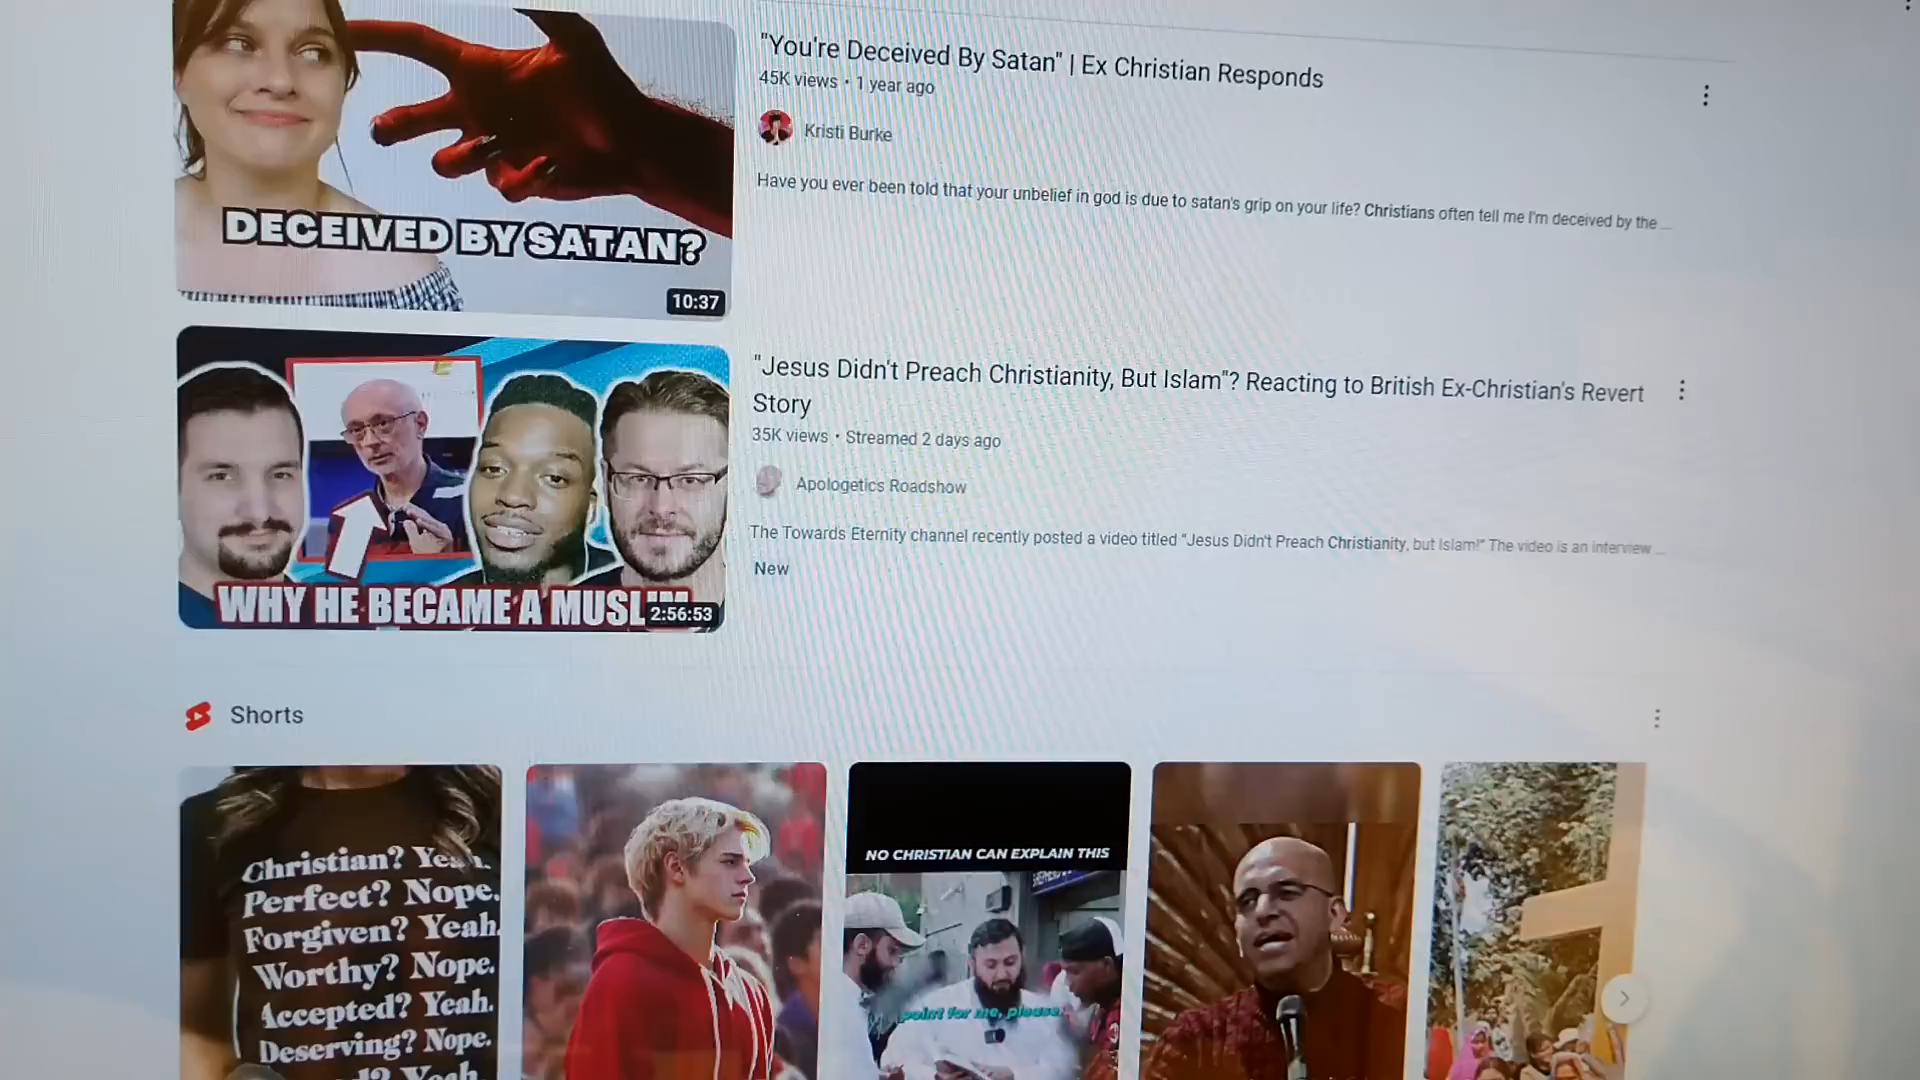 "You're Deceived By Satan" | Ex Christian Responds
45K views • 1 year ago
Kristi Burke
Have you ever been told that your unbelief in god is due to satan's grip on your life? Christians often tell me I'm deceived by the ...
DECEIVED BY SATAN?
10:37
"Jesus Didn't Preach Christianity, But Islam"? Reacting to British Ex-Christian's Revert
Story
35K views • Streamed 2 days ago
Apologetics Roadshow
The Towards Eternity channel recently posted a video titled "Jesus Didn't Preach Christianity, but Islam!" The video is an interview ...
New
WHY HE BECAME A MUSL
2:56:53
Shorts
Christian? Yeah.
Perfect? Nope.
Forgiven? Yeah.
Worthy? Nope.
Accepted? Yeah.
Deserving? Nope.
Yeah
NO CHRISTIAN CAN EXPLAIN THIS
point for me, please